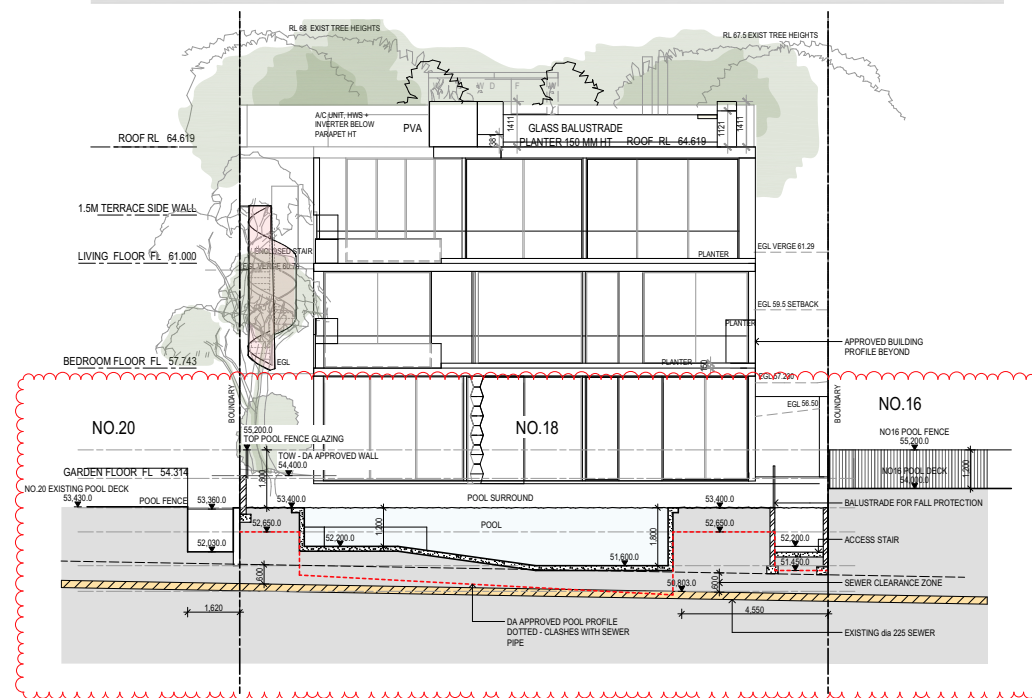 RL 68 EXIST TREE HEIGHTS
RL 67.5 EXIST TREE HEIGHTS
W D F W
A/C UNIT, HWS +
INVERTER BELOW
PARAPET HT
PVA
GLASS BALUSTRADE
PLANTER 150 MM HT
ROOF RL 64.619
381
1411
1121
1411
ROOF RL 64.619
1.5M TERRACE SIDE WALL
ENCLOSED STAIR
LIVING FLOOR FL 61.000
EGL VERGE
PLANTER
EGL VERGE 61.29
EGL 59.5 SETBACK
PLANTER
APPROVED BUILDING
PROFILE BEYOND
BEDROOM FLOOR FL 57.743
EGL
PLANTER
EGL 57.200
EGL 56.50
BOUNDARY
BOUNDARY
NO.20
NO.18
NO.16
55,200.0
TOP POOL FENCE GLAZING
TOW - DA APPROVED WALL
54,400.0
1,800
NO16 POOL FENCE
55,200.0
1,200
NO16 POOL DECK
54,000.0
GARDEN FLOOR FL 54.314
NO.20 EXISTING POOL DECK
53,430.0
POOL FENCE
53,360.0
53,400.0
POOL SURROUND
53,400.0
BALUSTRADE FOR FALL PROTECTION
52,650.0
POOL
1,200
1,800
52,650.0
52,030.0
52,200.0
51,600.0
52,200.0
ACCESS STAIR
51,450.0
600
600
50,803.0
SEWER CLEARANCE ZONE
1,620
4,550
DA APPROVED POOL PROFILE
DOTTED - CLASHES WITH SEWER
PIPE
EXISTING dia 225 SEWER